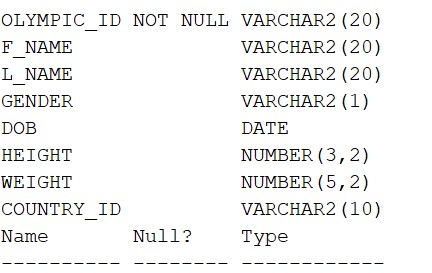 OLYMPIC_ID NOT NULL VARCHAR2(20)
F_NAME VARCHAR2(20)
L_NAME VARCHAR2(20)
GENDER VARCHAR2(1)
DOB DATE
HEIGHT NUMBER(3,2)
WEIGHT NUMBER(5,2)
COUNTRY_ID VARCHAR2(10)
Name Null? Type
---------- -------- ------------